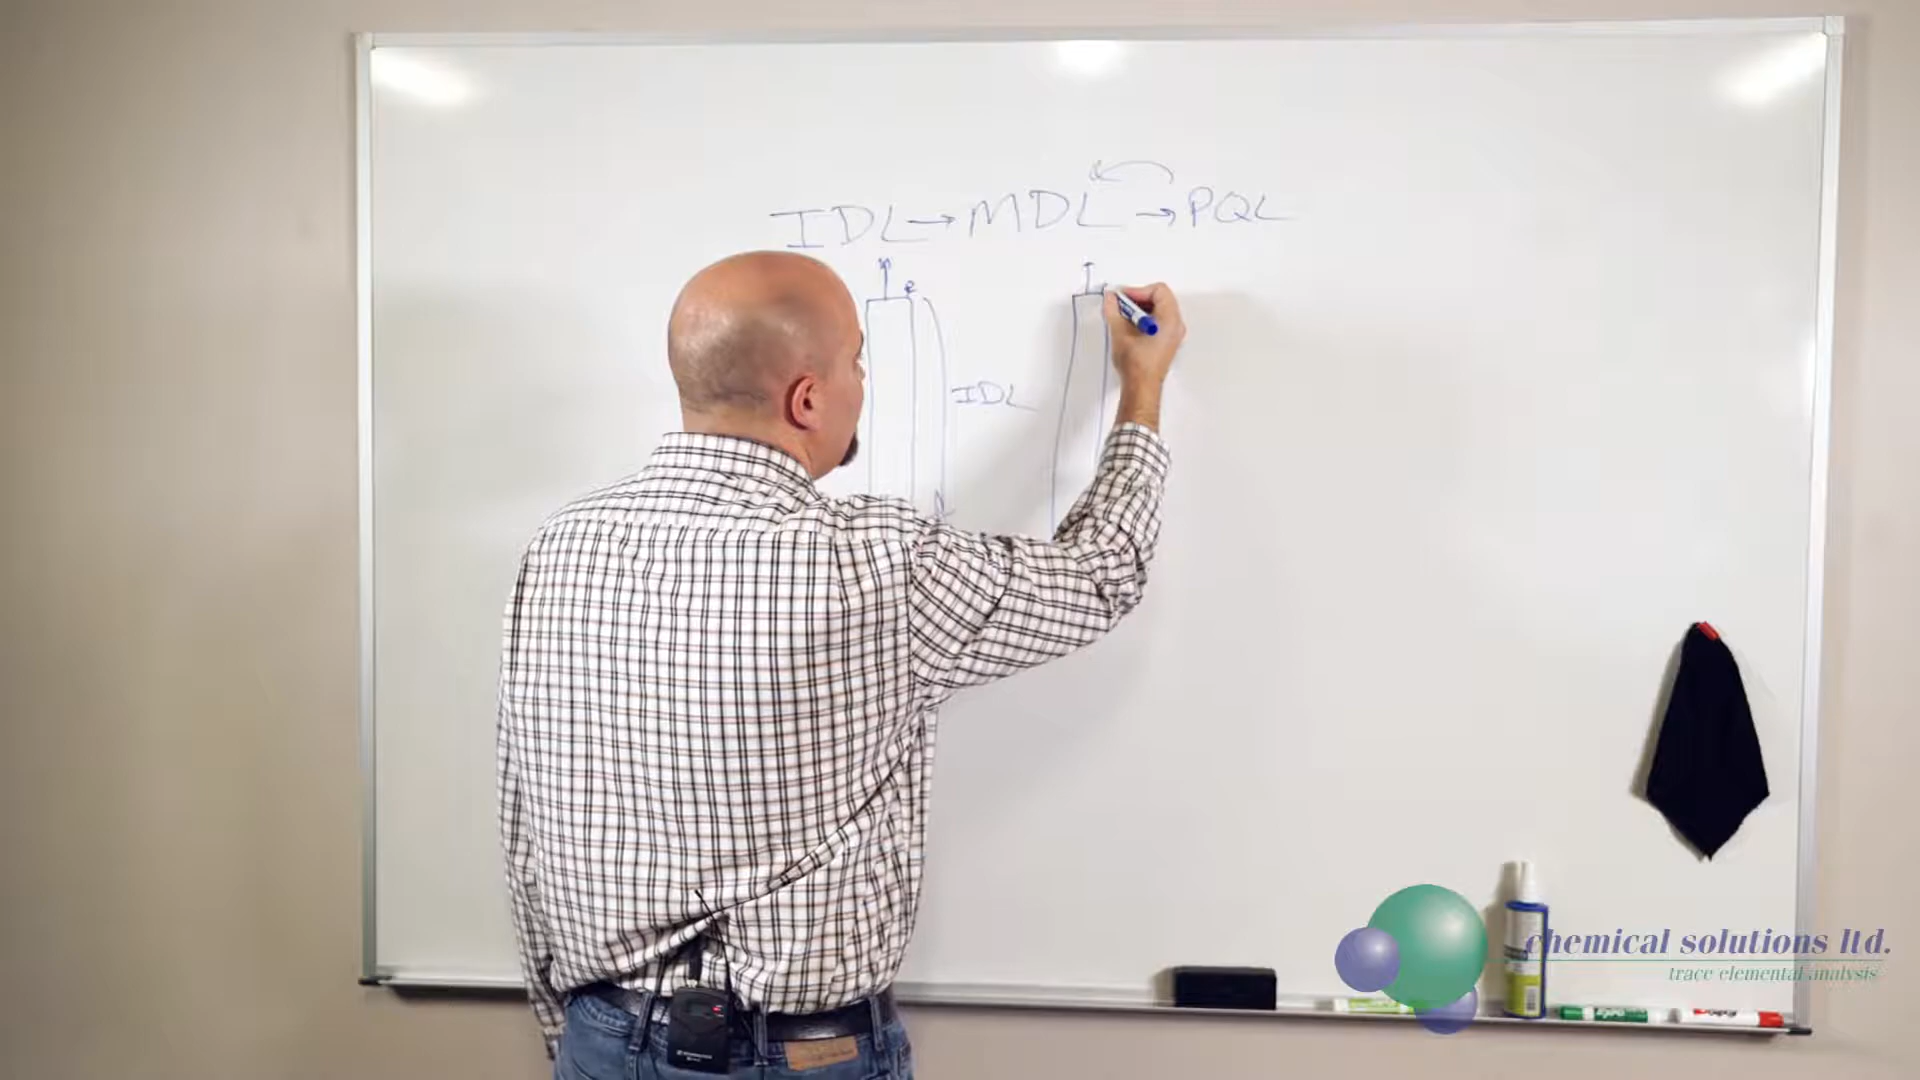 IDL → MDL → PQL
IDL
chemical solutions ltd.
trace elemental analysis